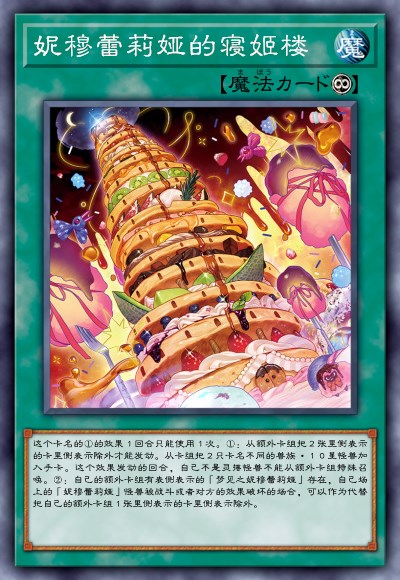 妮穆蕾莉娅的寝姬楼
魔
【魔法カード】
まほう
这个卡名的①的效果1回合只能使用1次。①:从额外卡组把2张里侧表示
的卡里侧表示除外才能发动。从卡组把2只卡名不同的兽族·10星怪兽加
入手卡。这个效果发动的回合,自己不是灵摆怪兽不能从额外卡组特殊召
唤。②:自己的额外卡组有表侧表示的「梦见之妮穆蕾莉娅」存在,自己场
上的「妮穆蕾莉娅」怪兽被战斗或者对方的效果破坏的场合,可以作为代替
把自己的额外卡组1张里侧表示的卡里侧表示除外。